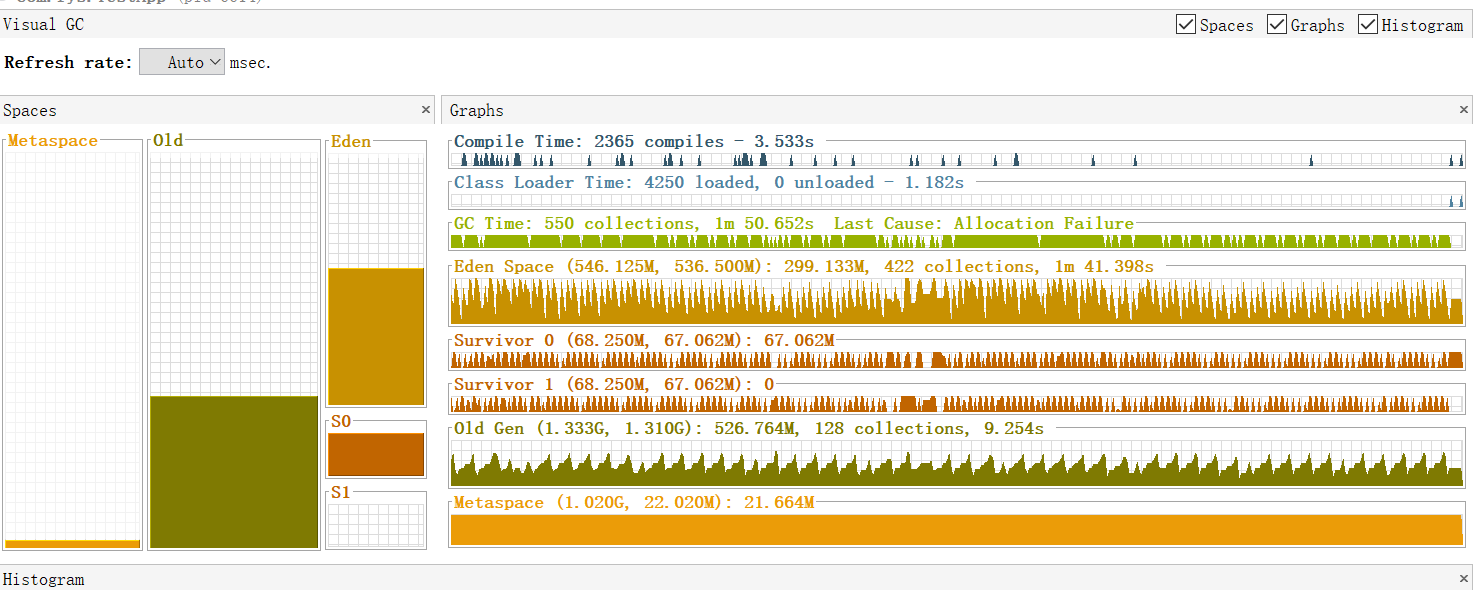 Visual GC
Spaces Graphs Histogram
Refresh rate: Auto msec.
Spaces
Metaspace
Old
Eden
S0
S1
Graphs
Compile Time: 2365 compiles - 3.533s
Class Loader Time: 4250 loaded, 0 unloaded - 1.182s
GC Time: 550 collections, 1m 50.652s Last Cause: Allocation Failure
Eden Space (546.125M, 536.500M): 299.133M, 422 collections, 1m 41.398s
Survivor 0 (68.250M, 67.062M): 67.062M
Survivor 1 (68.250M, 67.062M): 0
Old Gen (1.333G, 1.310G): 526.764M, 128 collections, 9.254s
Metaspace (1.020G, 22.020M): 21.664M
Histogram